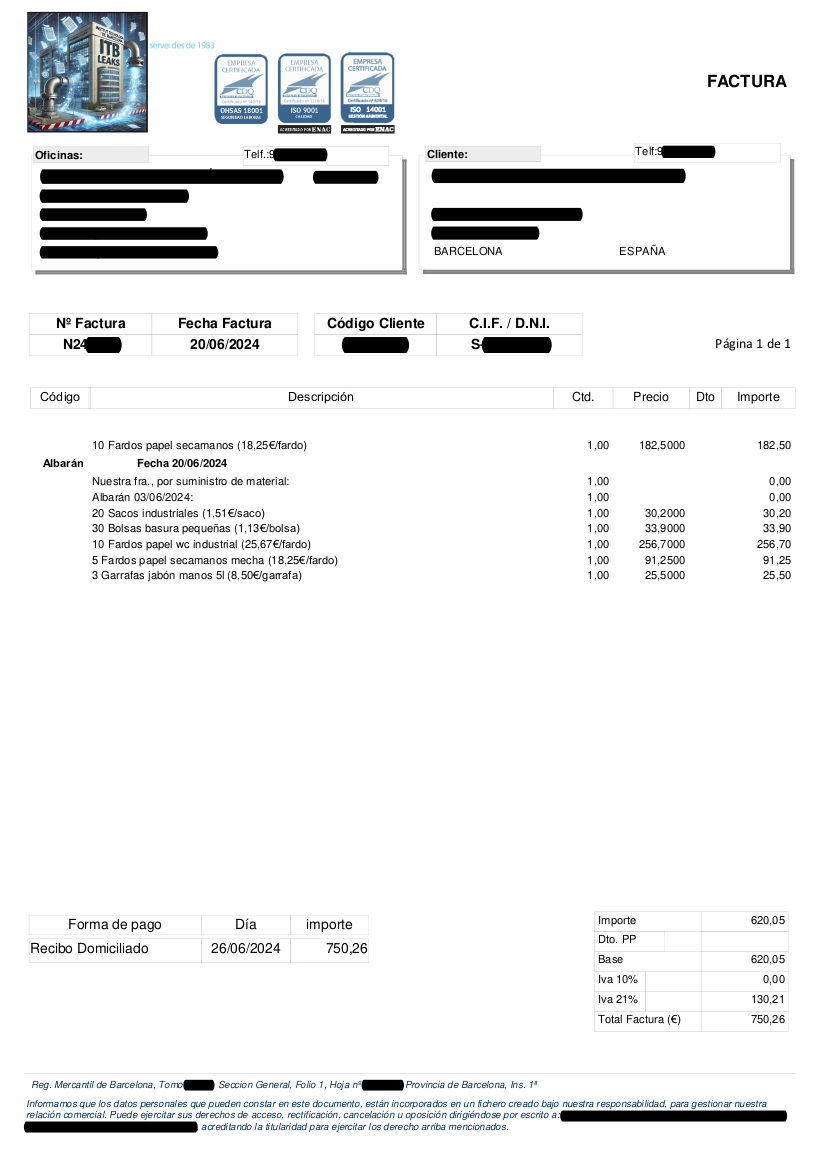 INSTITUT TECNOLÒGIC DE BARCELONA
ITB
LEAKS
servei des de 1983
EMPRESA CERTIFICADA EMPRESA CERTIFICADA EMPRESA CERTIFICADA
CDQ CDQ CDQ
OHSAS 18001 ISO 9001 ISO 14001
SEGURIDAD LABORAL CALIDAD GESTIÓN AMBIENTAL
ACREDITADO POR ENAC ACREDITADO POR ENAC
FACTURA
Oficinas: Telf.:9
Cliente: Telf:9
BARCELONA ESPAÑA
Nº Factura Fecha Factura Código Cliente C.I.F. / D.N.I.
N24 20/06/2024 S- Página 1 de 1
Código Descripción Ctd. Precio Dto Importe
10 Fardos papel secamanos (18,25€/fardo) 1,00 182,5000 182,50
Albarán Fecha 20/06/2024
Nuestra fra., por suministro de material: 1,00 0,00
Albarán 03/06/2024: 1,00 0,00
20 Sacos industriales (1,51€/saco) 1,00 30,2000 30,20
30 Bolsas basura pequeñas (1,13€/bolsa) 1,00 33,9000 33,90
10 Fardos papel wc industrial (25,67€/fardo) 1,00 256,7000 256,70
5 Fardos papel secamanos mecha (18,25€/fardo) 1,00 91,2500 91,25
3 Garrafas jabón manos 5l (8,50€/garrafa) 1,00 25,5000 25,50
Forma de pago Día importe
Recibo Domiciliado 26/06/2024 750,26
Importe 620,05
Dto. PP
Base 620,05
Iva 10% 0,00
Iva 21% 130,21
Total Factura (€) 750,26
Reg. Mercantil de Barcelona, Tomo Seccion General, Folio 1, Hoja nº Provincia de Barcelona, Ins. 1ª
Informamos que los datos personales que pueden constar en este documento, están incorporados en un fichero creado bajo nuestra responsabilidad, para gestionar nuestra
relación comercial. Puede ejercitar sus derechos de acceso, rectificación, cancelación u oposición dirigiéndose por escrito a:
acreditando la titularidad para ejercitar los derecho arriba mencionados.